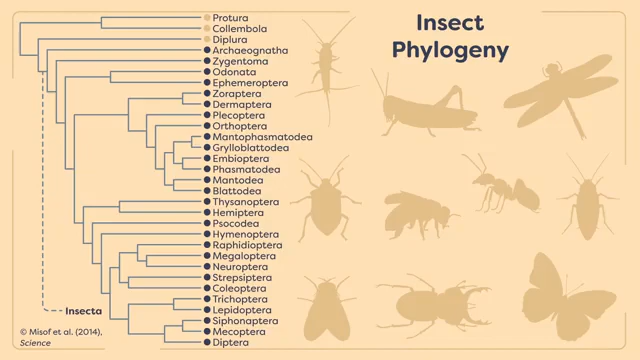 Insect
Phylogeny
Protura
Collembola
Diplura
Archaeognatha
Zygentoma
Odonata
Ephemeroptera
Zoraptera
Dermaptera
Plecoptera
Orthoptera
Mantophasmatodea
Grylloblattodea
Embioptera
Phasmatodea
Mantodea
Blattodea
Thysanoptera
Hemiptera
Psocodea
Hymenoptera
Raphidioptera
Megaloptera
Neuroptera
Strepsiptera
Coleoptera
Trichoptera
Lepidoptera
Siphonaptera
Mecoptera
Diptera
Insecta
© Misof et al. (2014),
Science